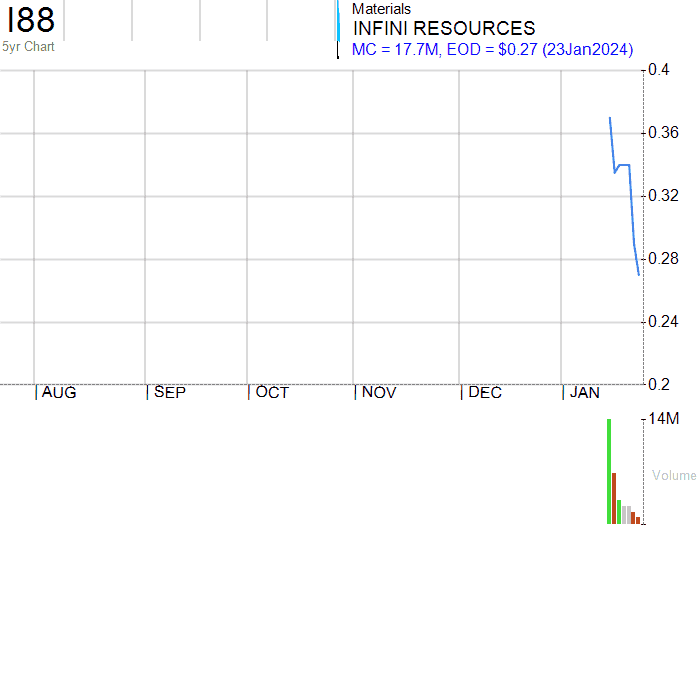 I88
5yr Chart
Materials
INFINI RESOURCES
MC = 17.7M, EOD = $0.27 (23Jan2024)
0.4
0.36
0.32
0.28
0.24
0.2
AUG SEP OCT NOV DEC JAN
14M
Volume